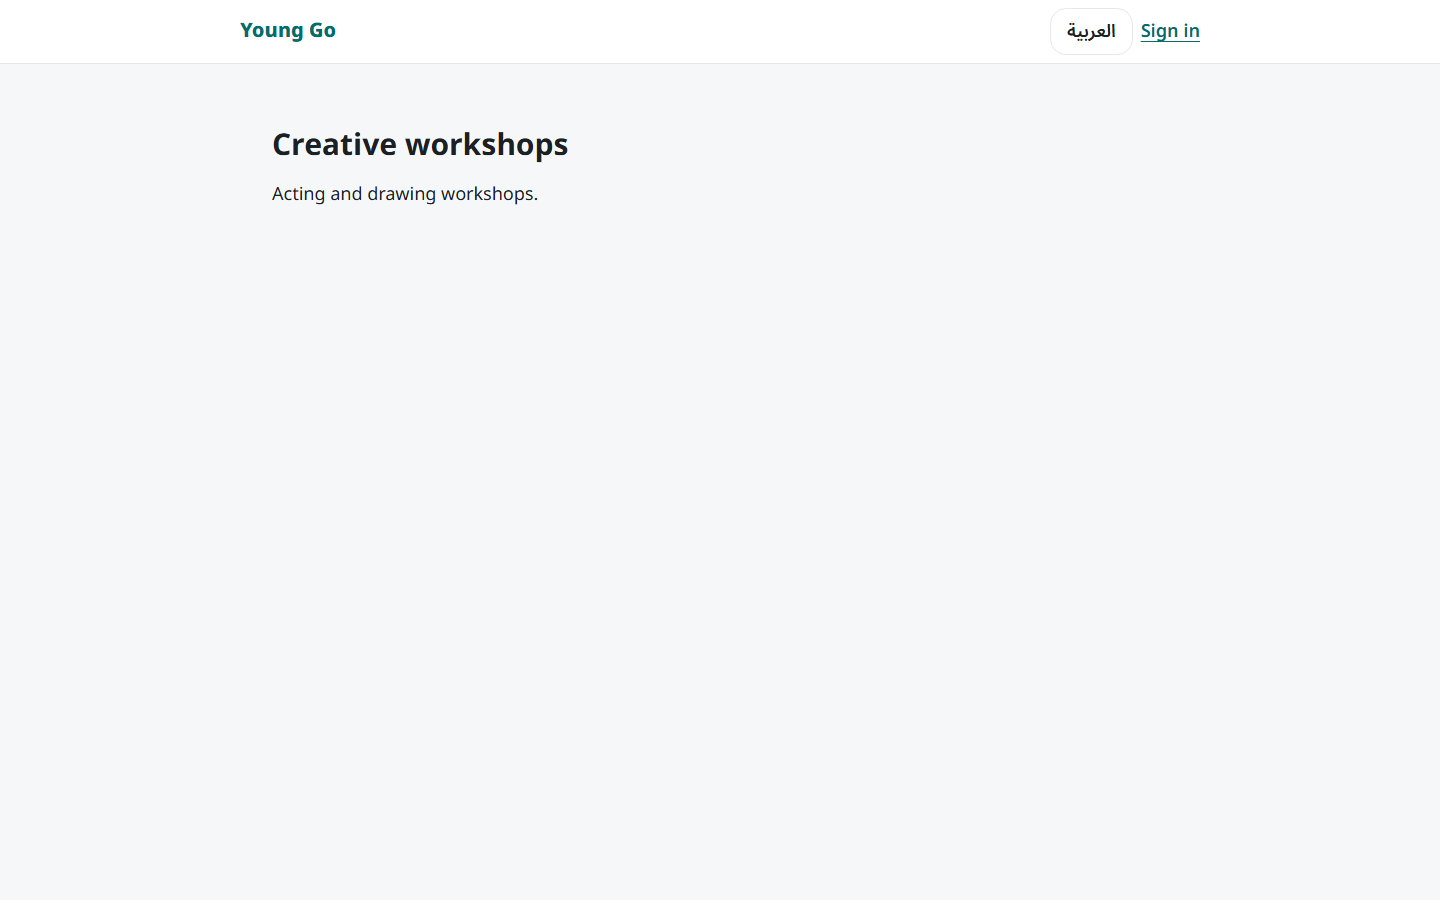 Young Go
العربية
Sign in
Creative workshops
Acting and drawing workshops.